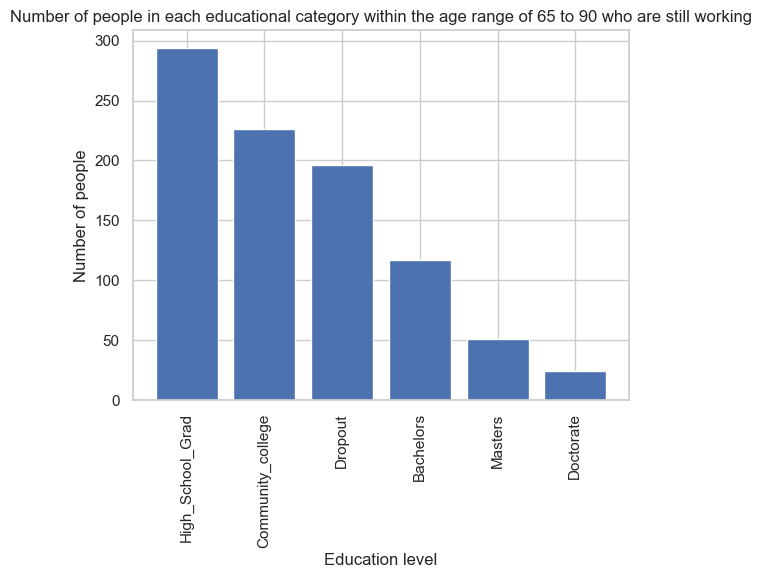 Number of people in each educational category within the age range of 65 to 90 who are still working
300
250
200
150
100
50
0
Number of people
High_School_Grad
Community_college
Dropout
Bachelors
Masters
Doctorate
Education level